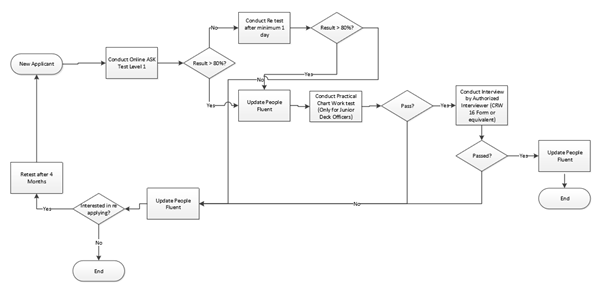 No
Conduct Re test
after minimum 1
day
Result > 80%?
New Applicant
Conduct Online ASK
Test Level 1
Result > 80%?
Yes
No
Conduct Interview
by Authorized
Interviewer (CRW
16 Form or
equivalent)
Yes
Update People
Fluent
Conduct Practical
Chart Work test
(Only for Junior
Deck Officers)
Pass?
Yes
Passed?
Yes
Update People
Fluent
Retest after 4
Months
End
Yes
Interested in re
applying?
Update People
Fluent
No
No
End